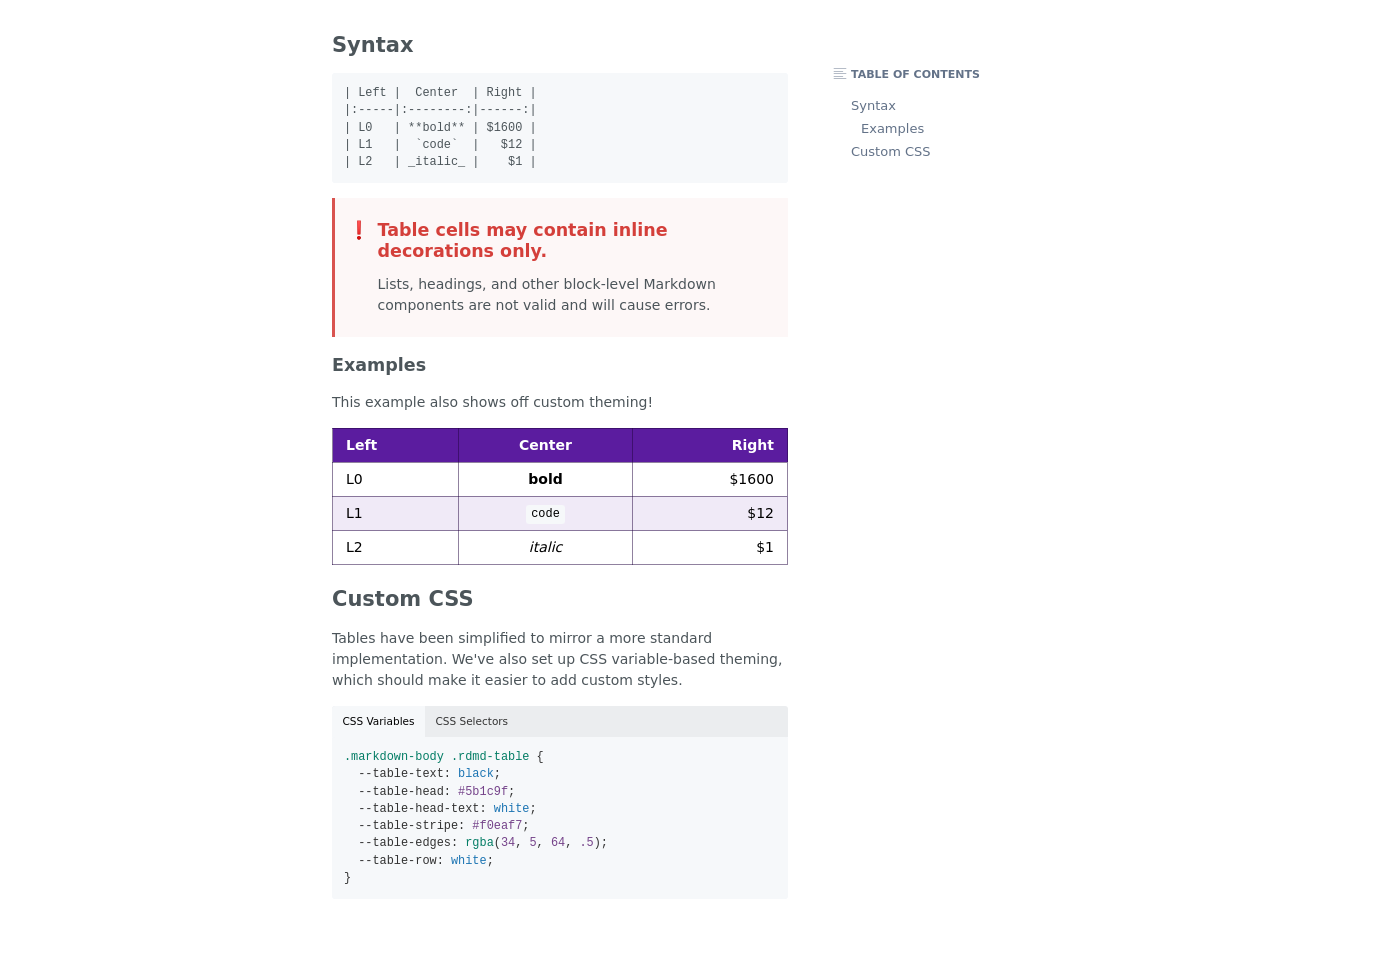 Syntax
| Left |  Center  | Right |
|:-----|:--------:|------:|
| L0   | **bold** | $1600 |
| L1   |  `code`  |   $12 |
| L2   | _italic_ |    $1 |
❗ Table cells may contain inline
decorations only.
Lists, headings, and other block-level Markdown
components are not valid and will cause errors.
Examples
This example also shows off custom theming!
Left Center Right
L0 bold $1600
L1 code $12
L2 italic $1
Custom CSS
Tables have been simplified to mirror a more standard
implementation. We've also set up CSS variable-based theming,
which should make it easier to add custom styles.
CSS Variables CSS Selectors
.markdown-body .rdmd-table {
  --table-text: black;
  --table-head: #5b1c9f;
  --table-head-text: white;
  --table-stripe: #f0eaf7;
  --table-edges: rgba(34, 5, 64, .5);
  --table-row: white;
}
TABLE OF CONTENTS
Syntax
Examples
Custom CSS